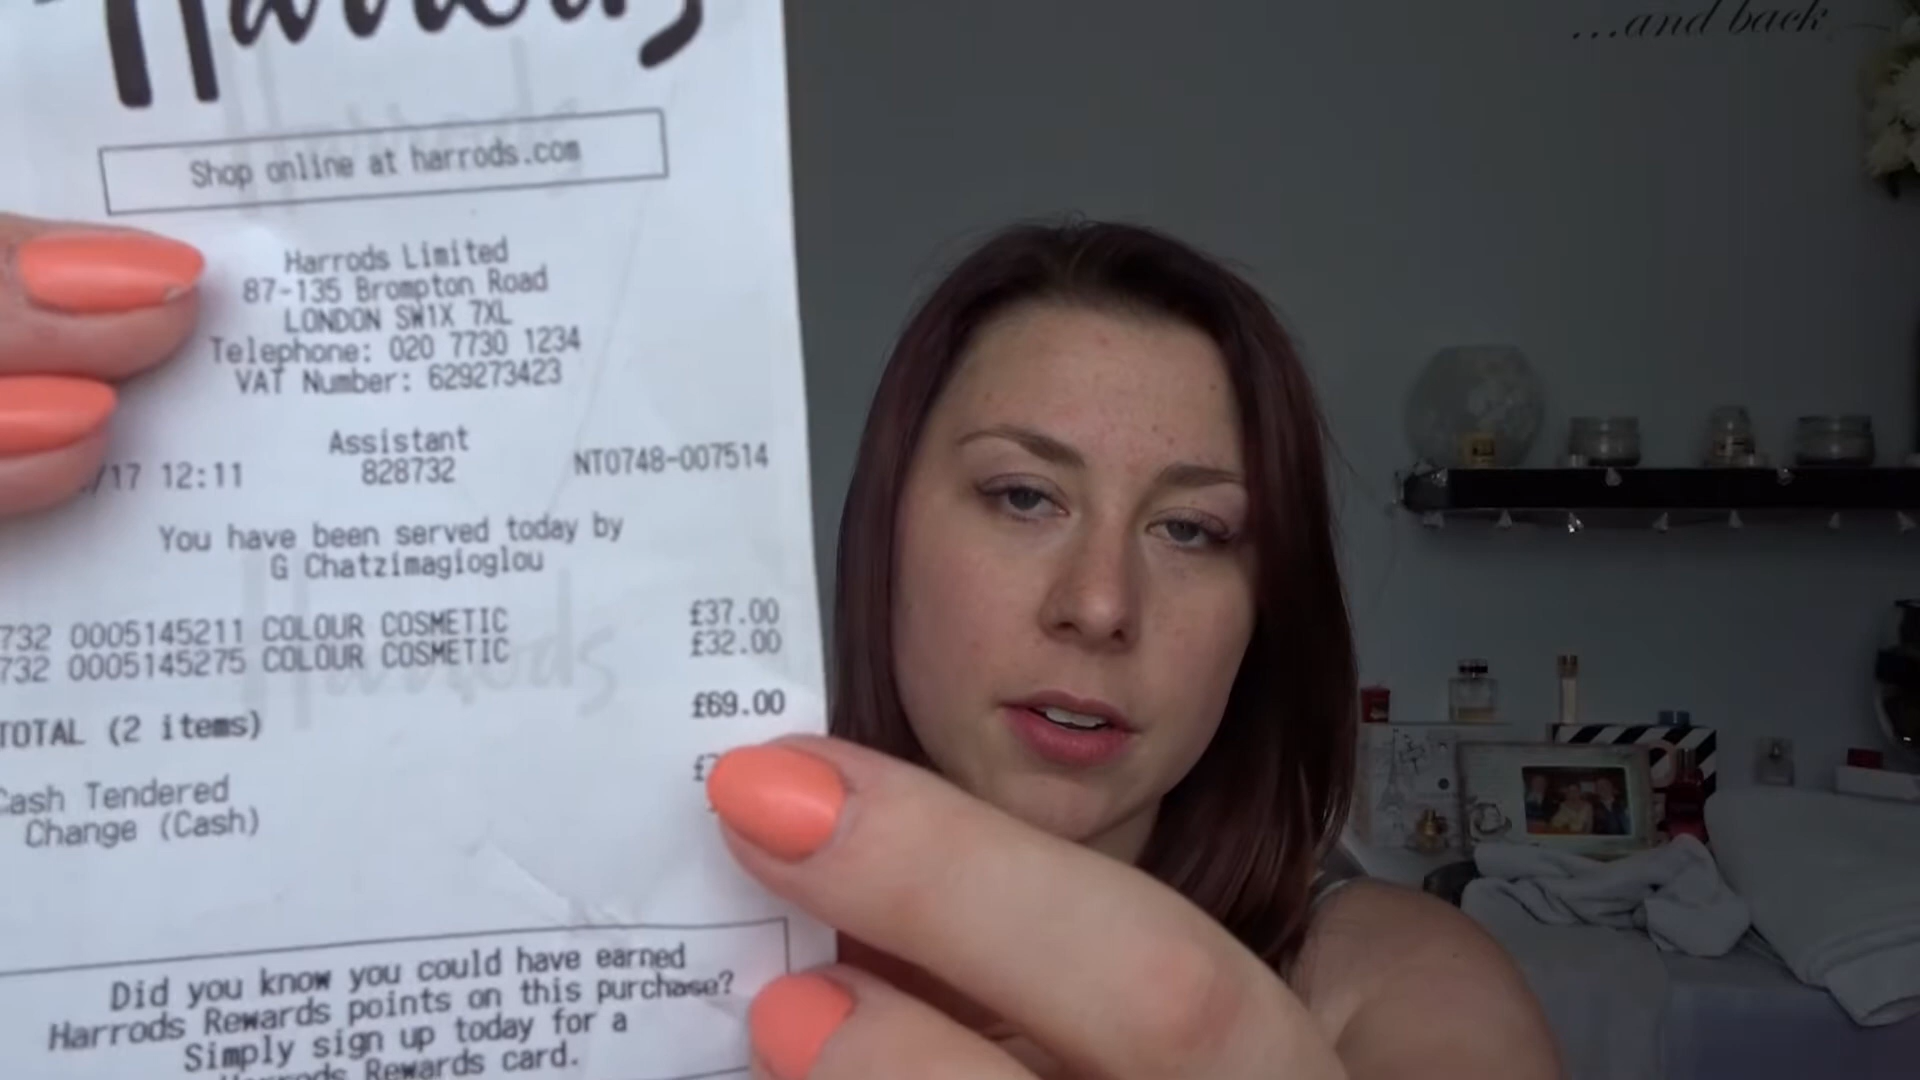 Harrods
...and back
Shop online at harrods.com
Harrods Limited
87-135 Brompton Road
LONDON SW1X 7XL
Telephone: 020 7730 1234
VAT Number: 629273423
Assistant
/17 12:11 828732 NT0748-007514
You have been served today by
G Chatzimagioglou
732 0005145211 COLOUR COSMETIC £37.00
732 0005145275 COLOUR COSMETIC £32.00
TOTAL (2 items) £69.00
Cash Tendered
Change (Cash)
Did you know you could have earned
Harrods Rewards points on this purchase?
Simply sign up today for a
Harrods Rewards card.